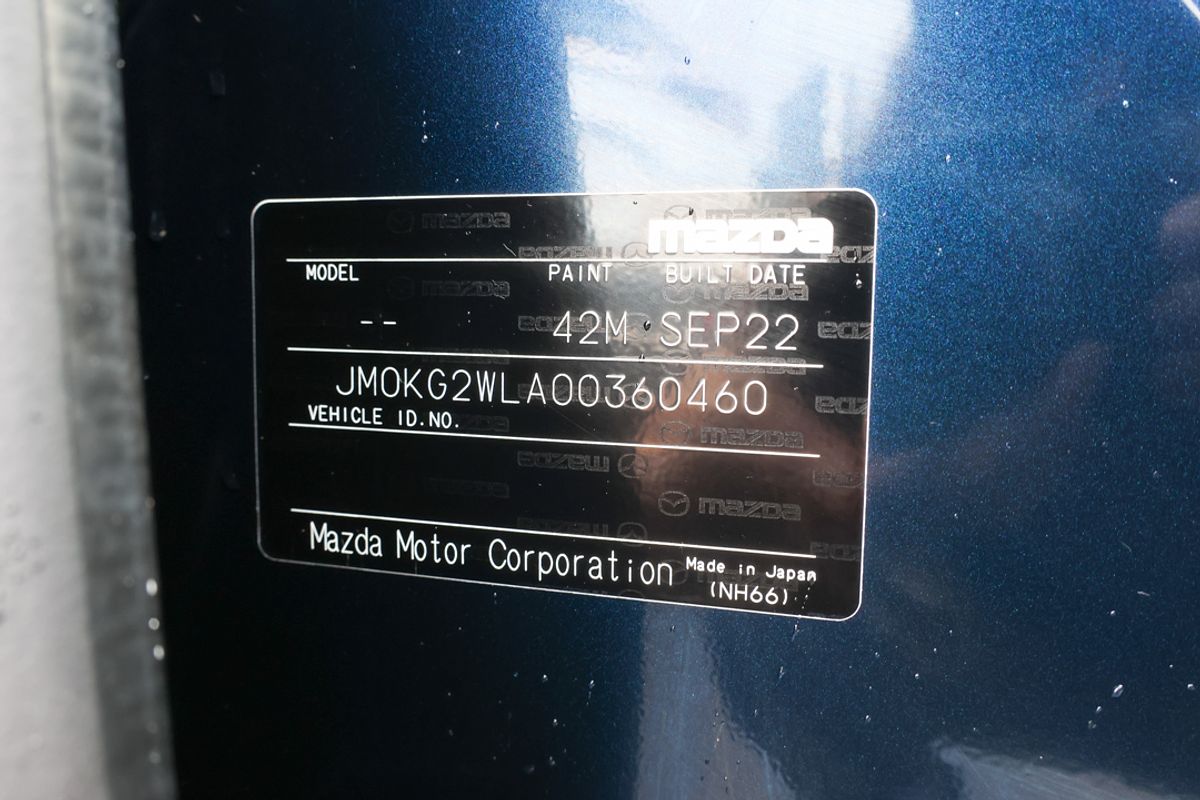 mazda
MODEL PAINT BUILT DATE
-- 42M SEP22
JM0KG2WLA00360460
VEHICLE ID.NO.
Mazda Motor Corporation Made in Japan
(NH66)